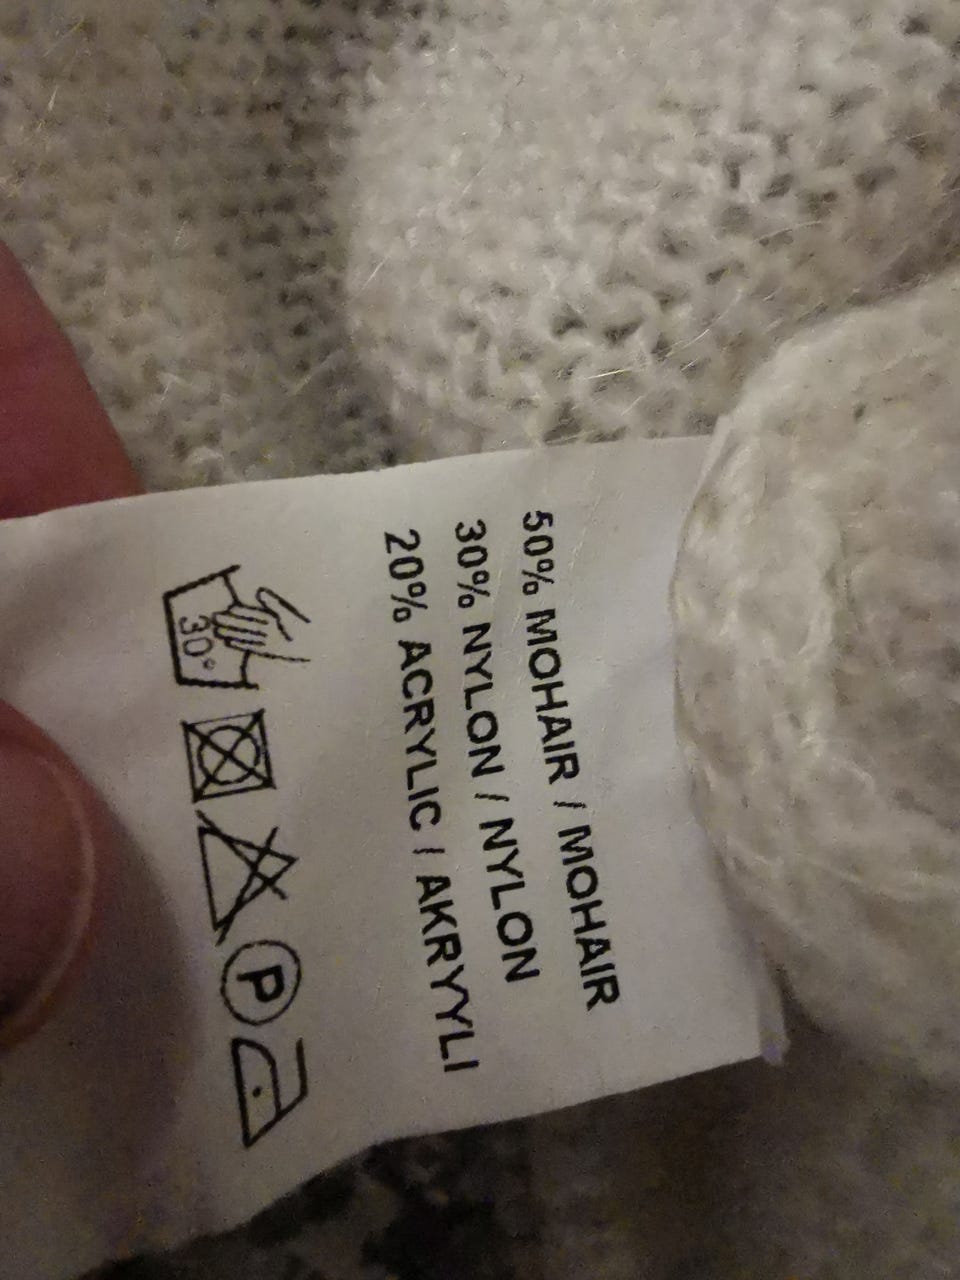 50% MOHAIR / MOHAIR
30% NYLON / NYLON
20% ACRYLIC / AKRYYLI
30°
P